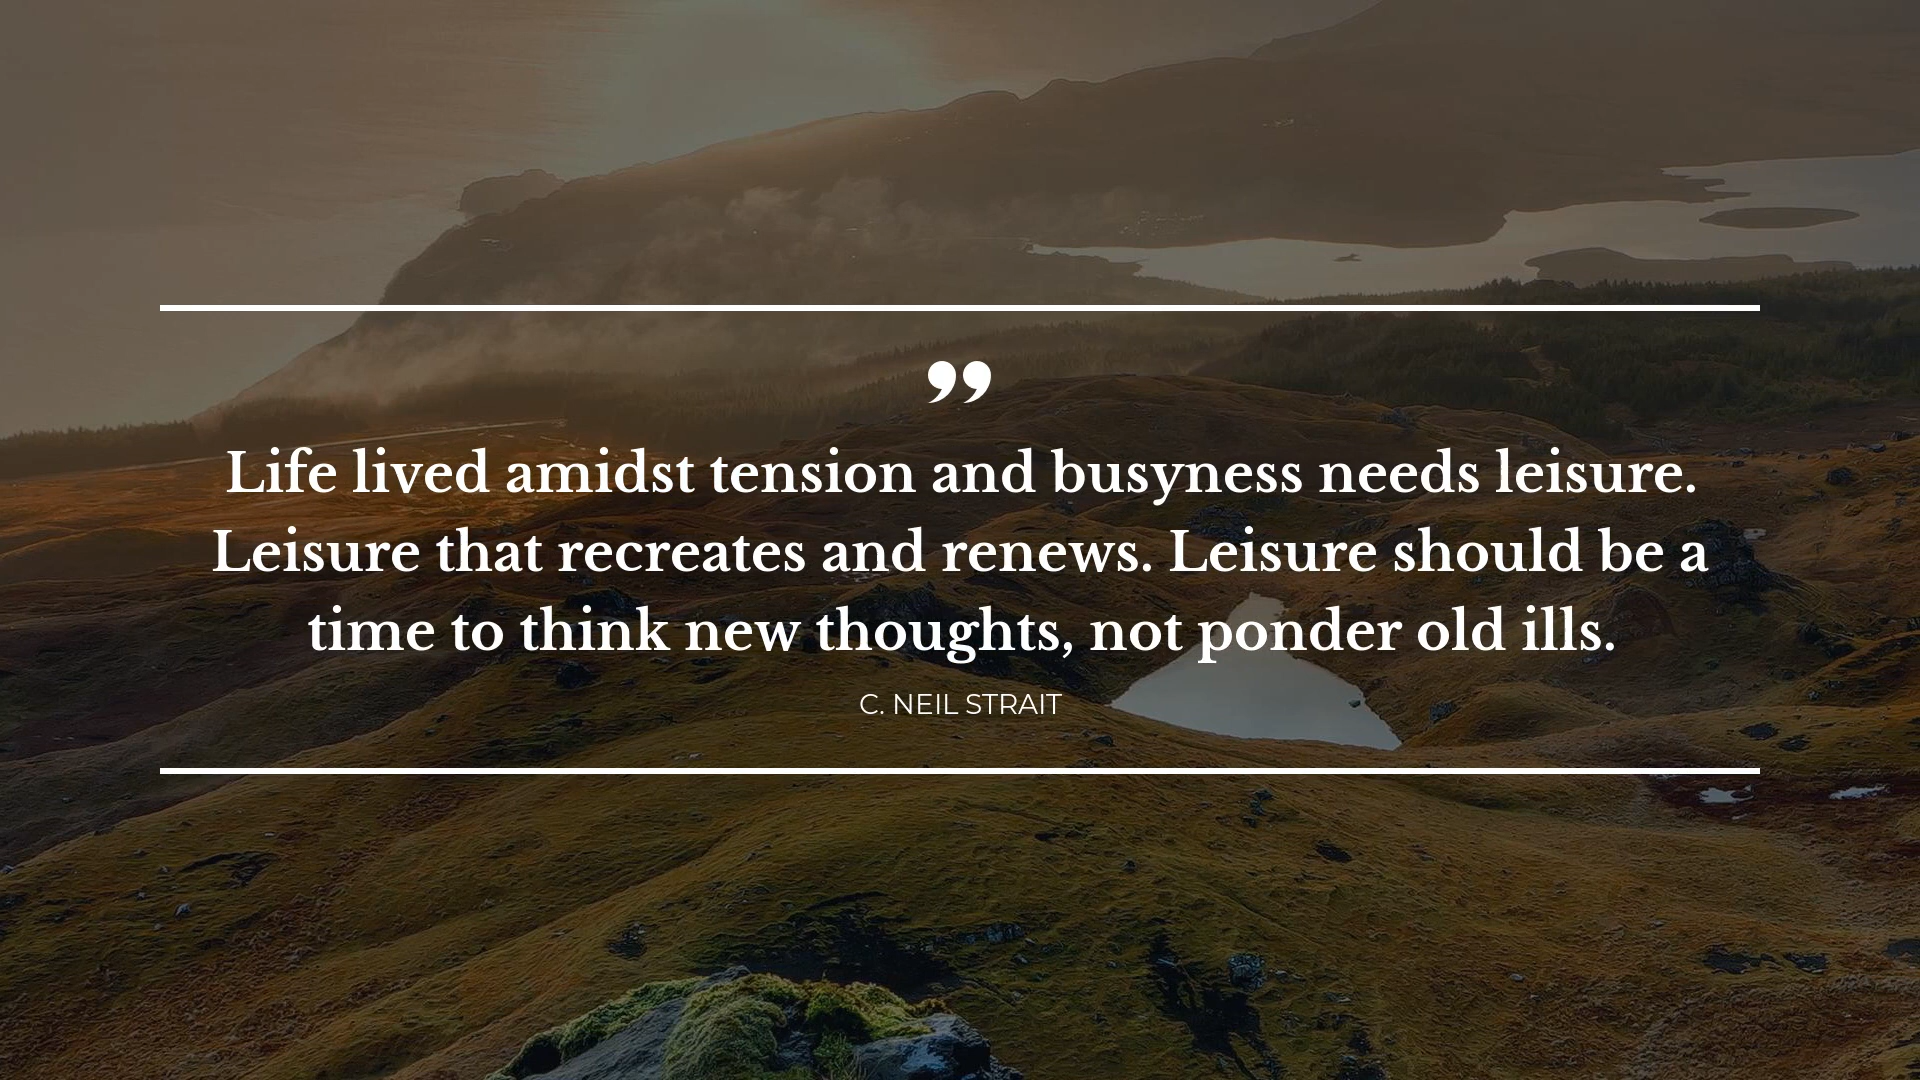 ”
Life lived amidst tension and busyness needs leisure.
Leisure that recreates and renews. Leisure should be a
time to think new thoughts, not ponder old ills.
C. NEIL STRAIT